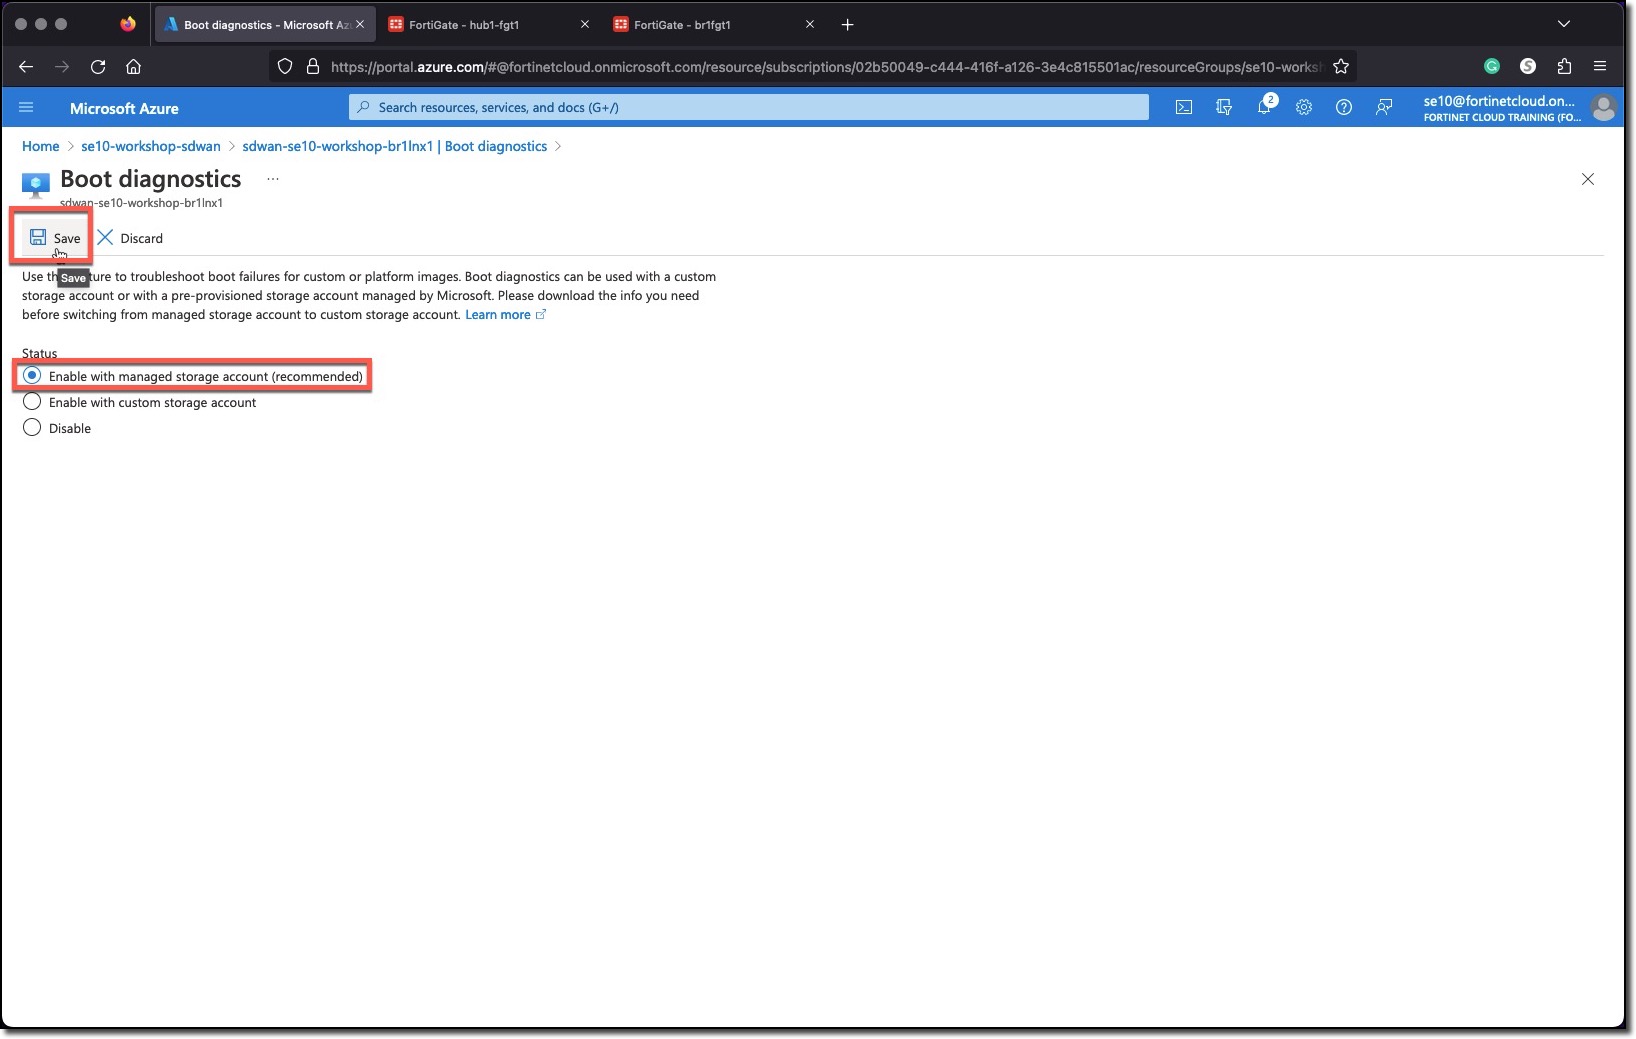 Boot diagnostics - Microsoft Az
FortiGate - hub1-fgt1
FortiGate - br1fgt1
https://portal.azure.com/#@fortinetcloud.onmicrosoft.com/resource/subscriptions/02b50049-c444-416f-a126-3e4c815501ac/resourceGroups/se10-worksh
Microsoft Azure
Search resources, services, and docs (G+/)
2
se10@fortinetcloud.on...
FORTINET CLOUD TRAINING (FO...
Home > se10-workshop-sdwan > sdwan-se10-workshop-br1lnx1 | Boot diagnostics >
Boot diagnostics ...
sdwan-se10-workshop-br1lnx1
Save Discard
Save
Use th ture to troubleshoot boot failures for custom or platform images. Boot diagnostics can be used with a custom
storage account or with a pre-provisioned storage account managed by Microsoft. Please download the info you need
before switching from managed storage account to custom storage account. Learn more
Status
Enable with managed storage account (recommended)
Enable with custom storage account
Disable